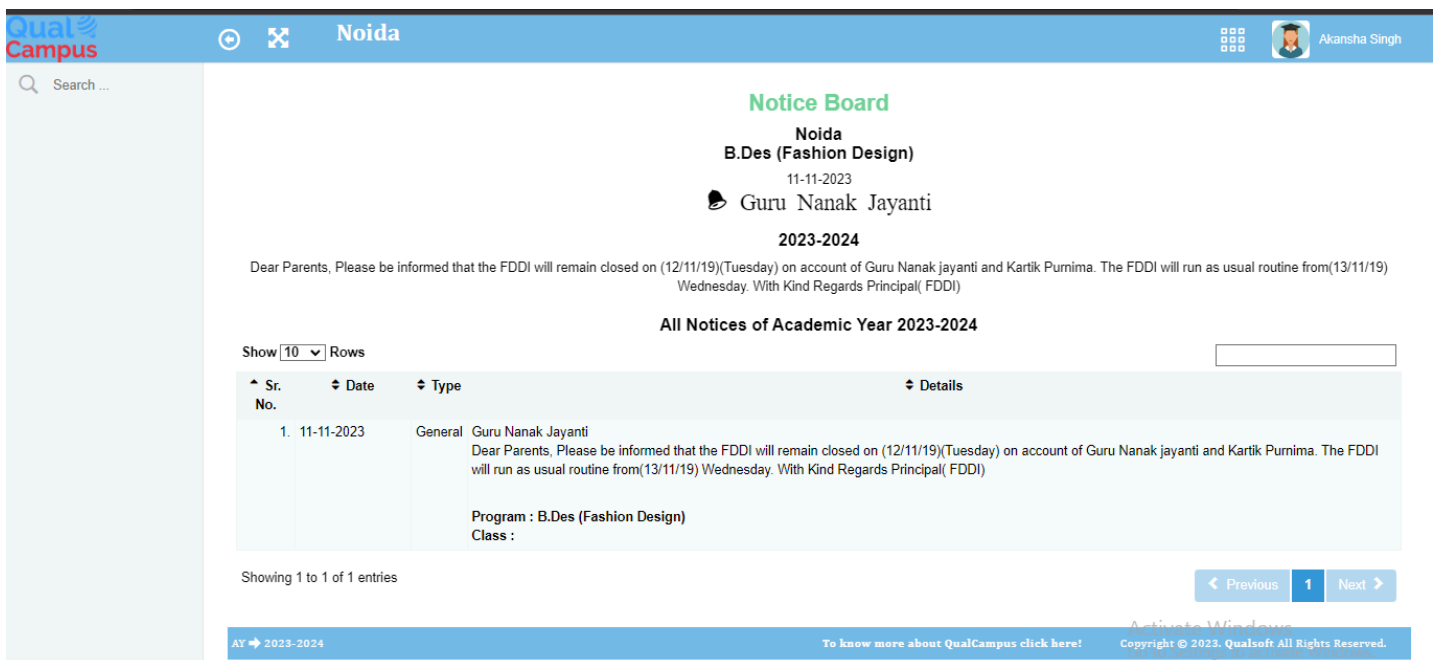 Qual
Campus
Noida
Akansha Singh
Search ...
Notice Board
Noida
B.Des (Fashion Design)
11-11-2023
Guru Nanak Jayanti
2023-2024
Dear Parents, Please be informed that the FDDI will remain closed on (12/11/19)(Tuesday) on account of Guru Nanak jayanti and Kartik Purnima. The FDDI will run as usual routine from(13/11/19)
Wednesday. With Kind Regards Principal( FDDI)
All Notices of Academic Year 2023-2024
Show 10 Rows
Sr. No. Date Type Details
1. 11-11-2023 General Guru Nanak Jayanti
Dear Parents, Please be informed that the FDDI will remain closed on (12/11/19)(Tuesday) on account of Guru Nanak jayanti and Kartik Purnima. The FDDI
will run as usual routine from(13/11/19) Wednesday. With Kind Regards Principal( FDDI)
Program : B.Des (Fashion Design)
Class :
Showing 1 to 1 of 1 entries
Previous 1 Next
Activate Windows
AY 2023-2024 To know more about QualCampus click here! Copyright © 2023. Qualsoft All Rights Reserved.